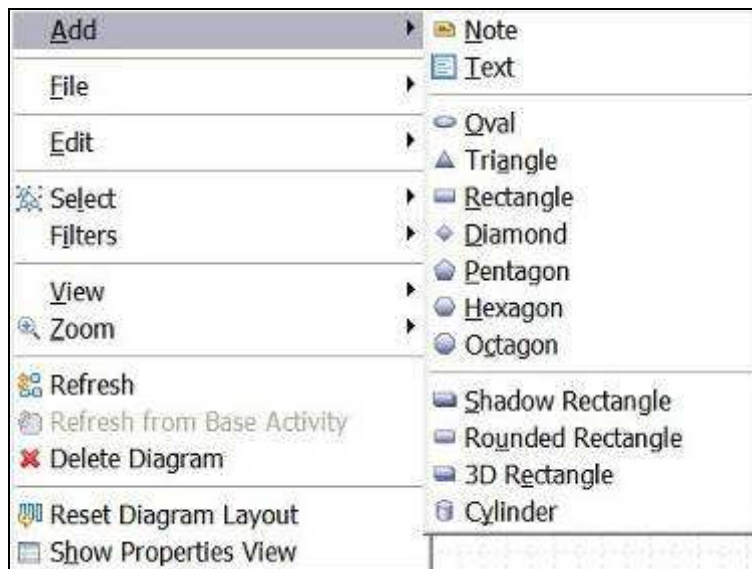 Add
File
Edit
Select
Filters
View
Zoom
Refresh
Refresh from Base Activity
Delete Diagram
Reset Diagram Layout
Show Properties View
Note
Text
Oval
Triangle
Rectangle
Diamond
Pentagon
Hexagon
Octagon
Shadow Rectangle
Rounded Rectangle
3D Rectangle
Cylinder